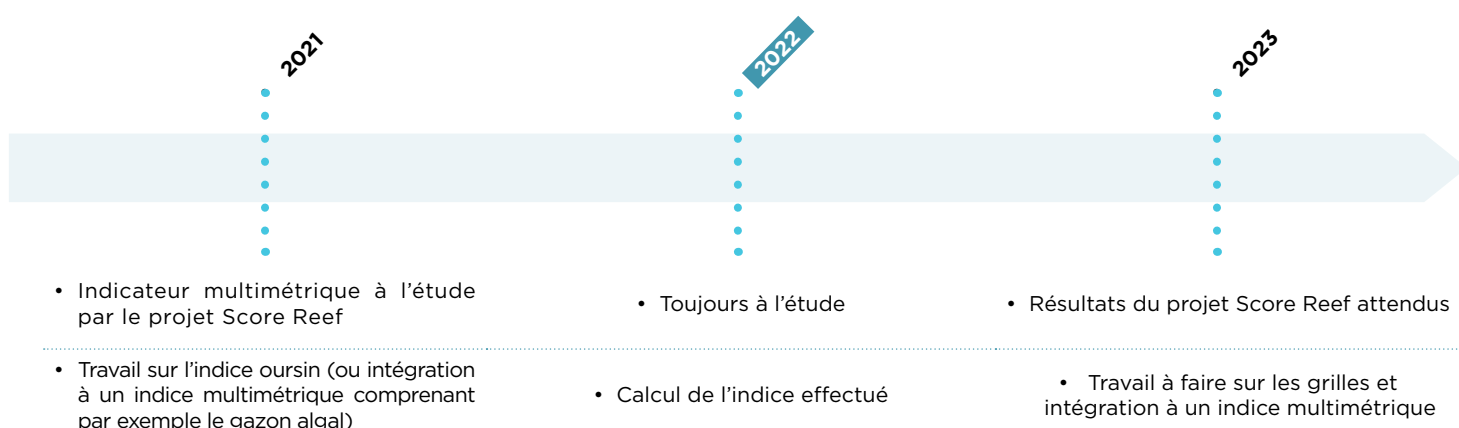 2021
2022
2023
• Indicateur multimétrique à l'étude
par le projet Score Reef
• Toujours à l'étude
• Résultats du projet Score Reef attendus
• Travail sur l'indice oursin (ou intégration
à un indice multimétrique comprenant
par exemple le gazon algal)
• Calcul de l'indice effectué
• Travail à faire sur les grilles et
intégration à un indice multimétrique